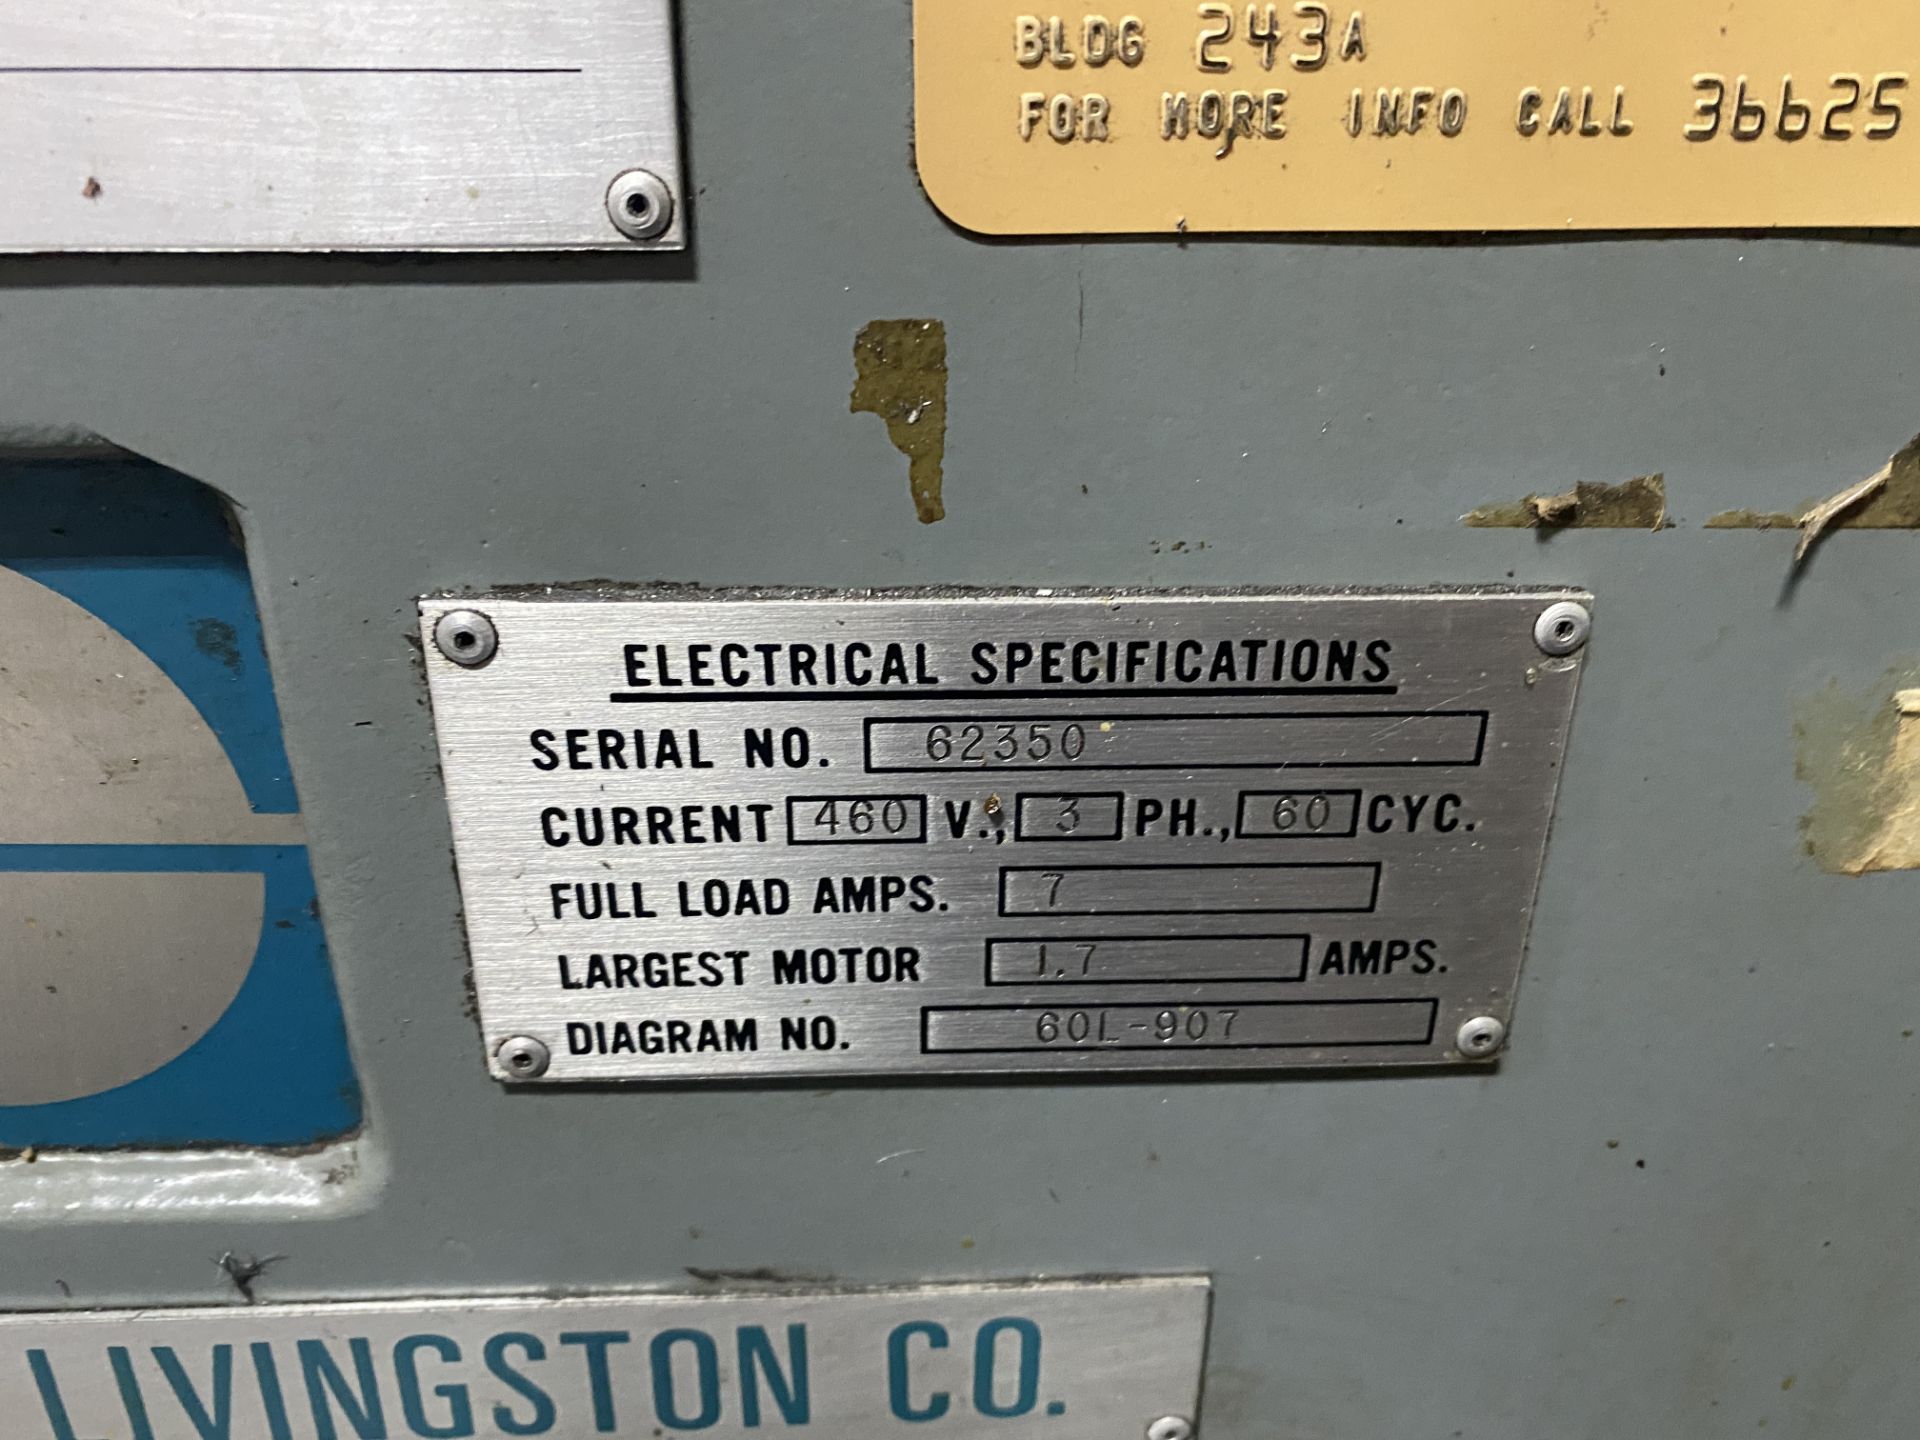 BLDG 243A
FOR MORE INFO CALL 36625
ELECTRICAL SPECIFICATIONS
SERIAL NO. 62350
CURRENT 460 V., 3 PH., 60 CYC.
FULL LOAD AMPS. 7
LARGEST MOTOR 1.7 AMPS.
DIAGRAM NO. 60L-907
LIVINGSTON CO.